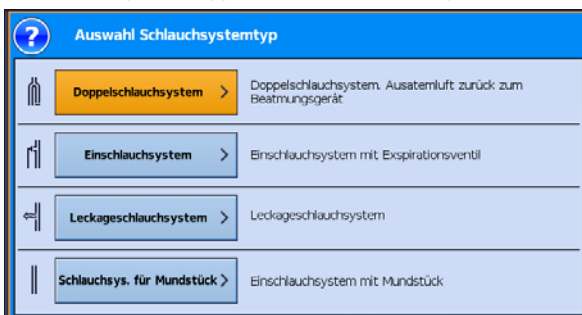 ?
Auswahl Schlauchsystemtyp
Doppelschlauchsystem >
Doppelschlauchsystem. Ausatemluft zurück zum
Beatmungsgerät
Einschlauchsystem >
Einschlauchsystem mit Exspirationsventil
Leckageschlauchsystem >
Leckageschlauchsystem
Schlauchsys. für Mundstück >
Einschlauchsystem mit Mundstück